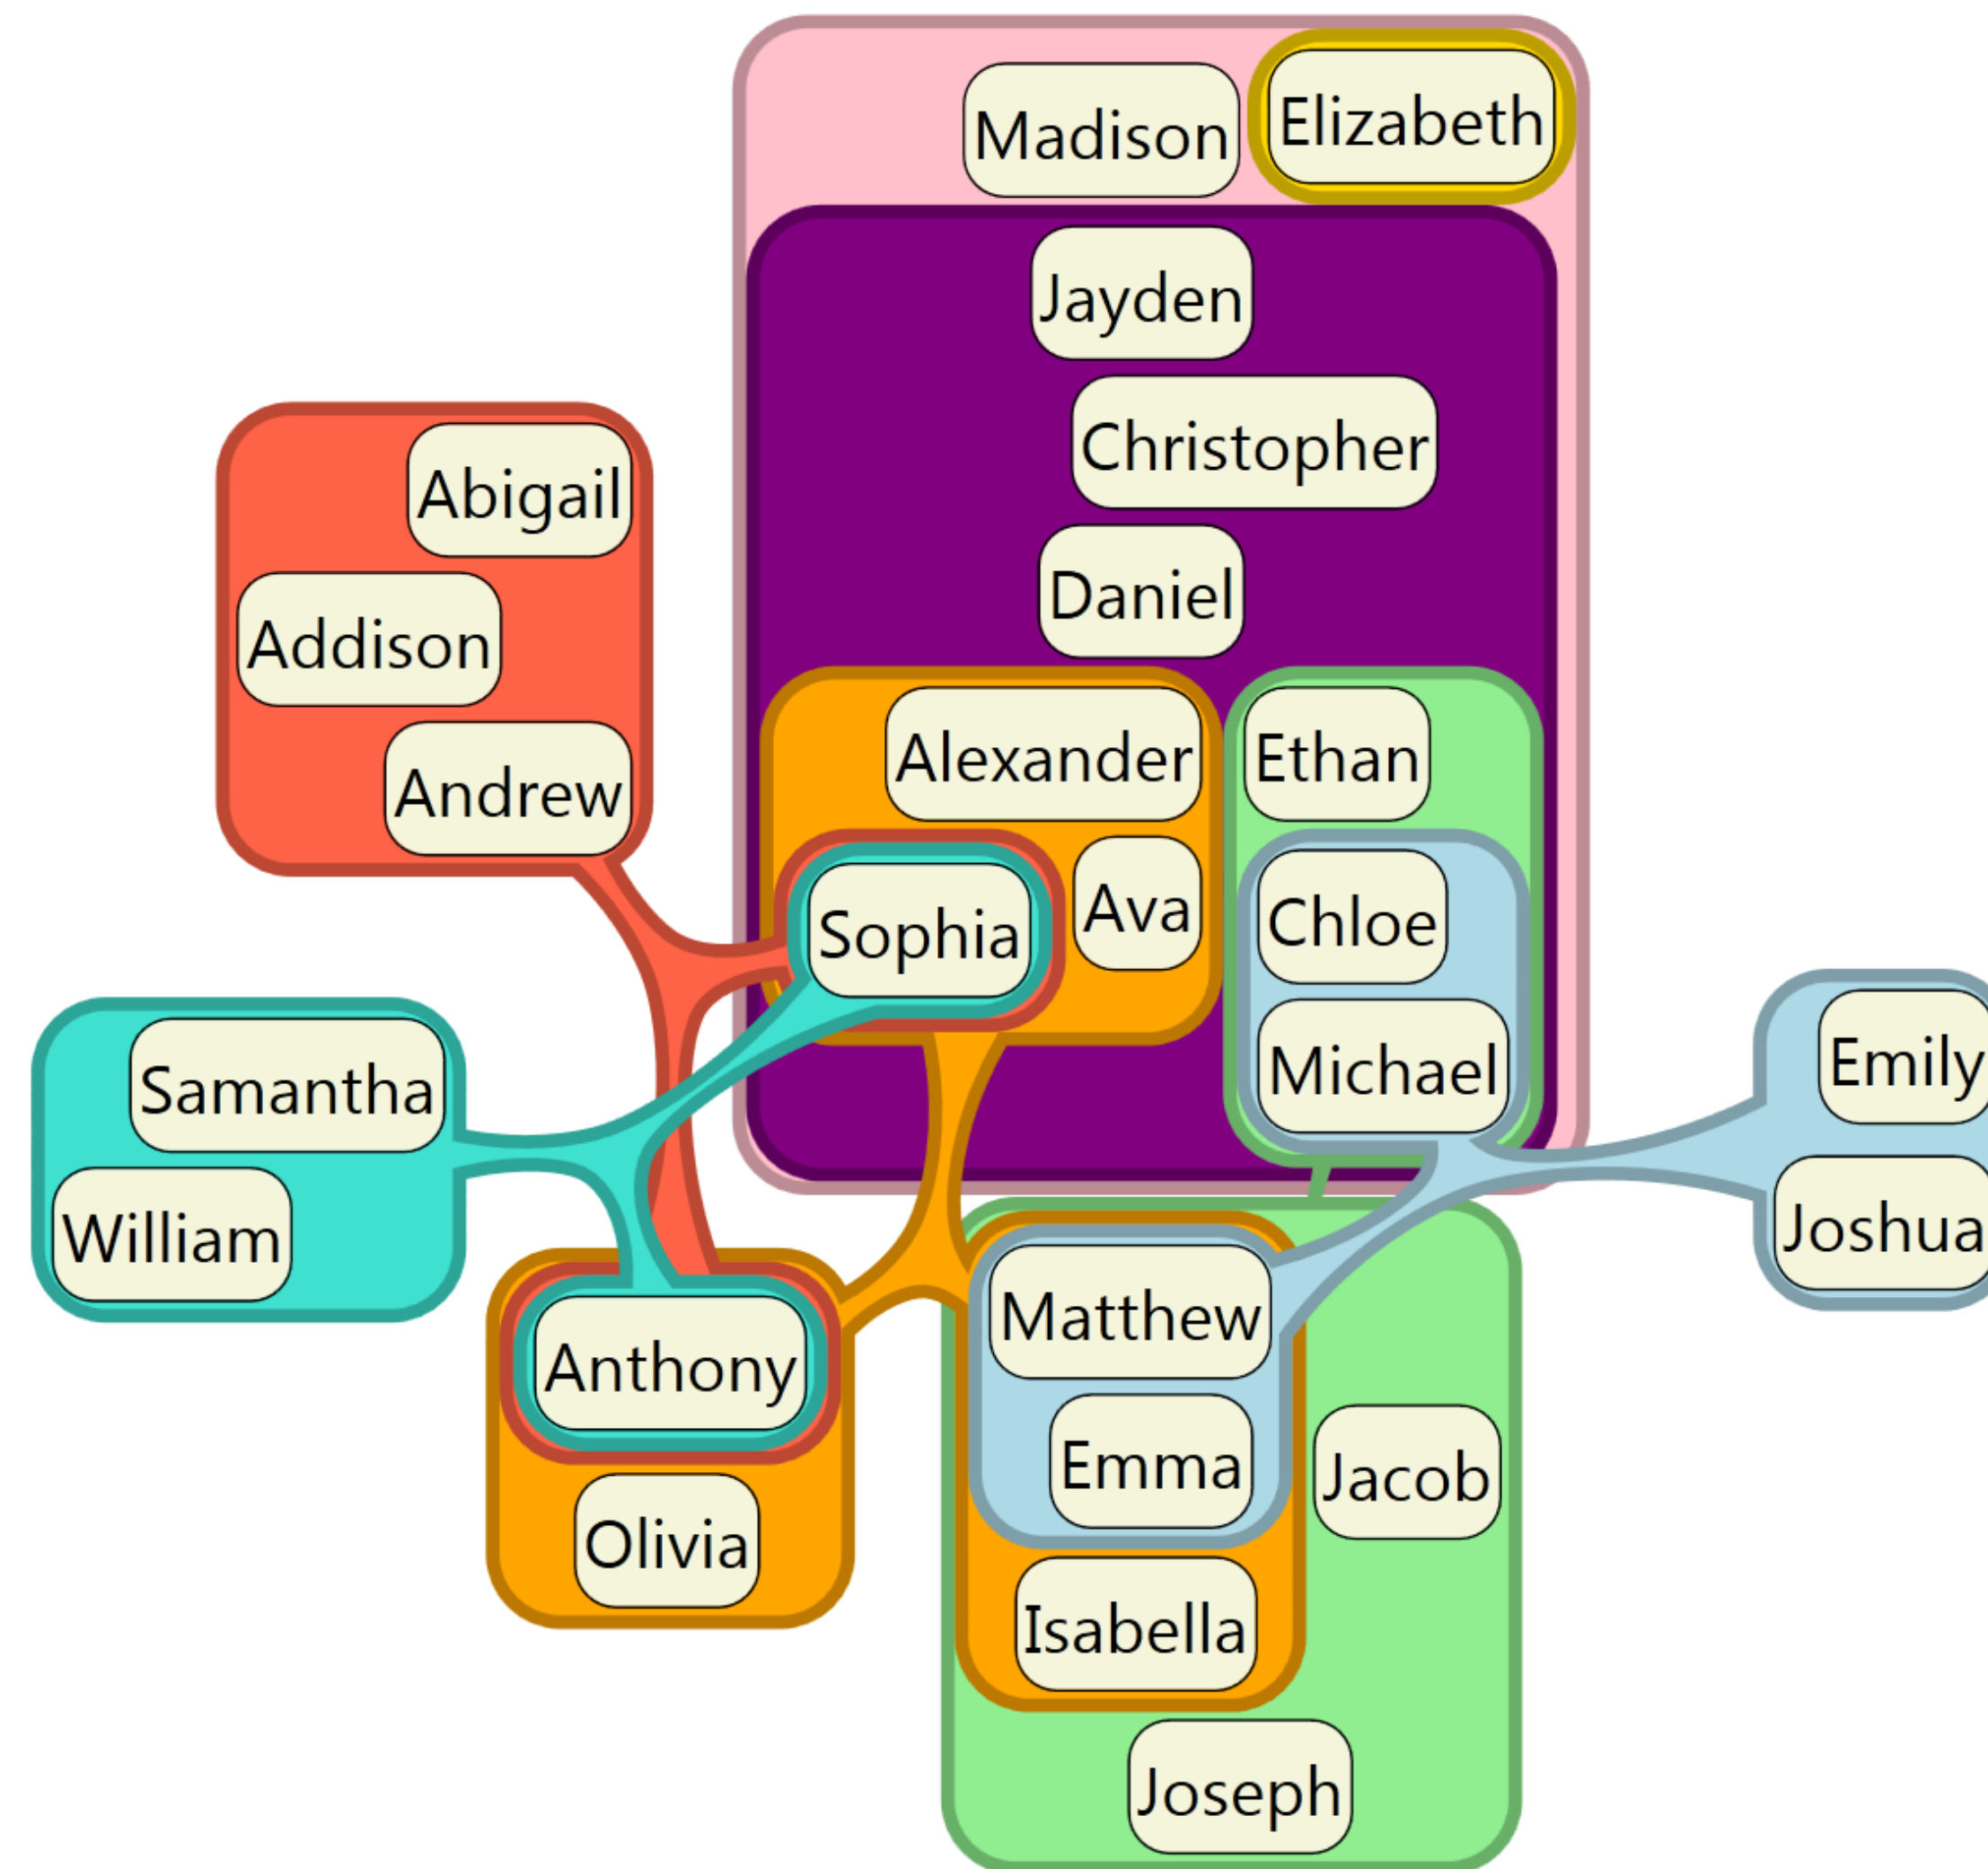 Madison
Elizabeth
Jayden
Christopher
Abigail
Daniel
Addison
Andrew
Alexander
Ethan
Sophia
Ava
Chloe
Michael
Emily
Samantha
Joshua
William
Matthew
Anthony
Emma
Jacob
Olivia
Isabella
Joseph